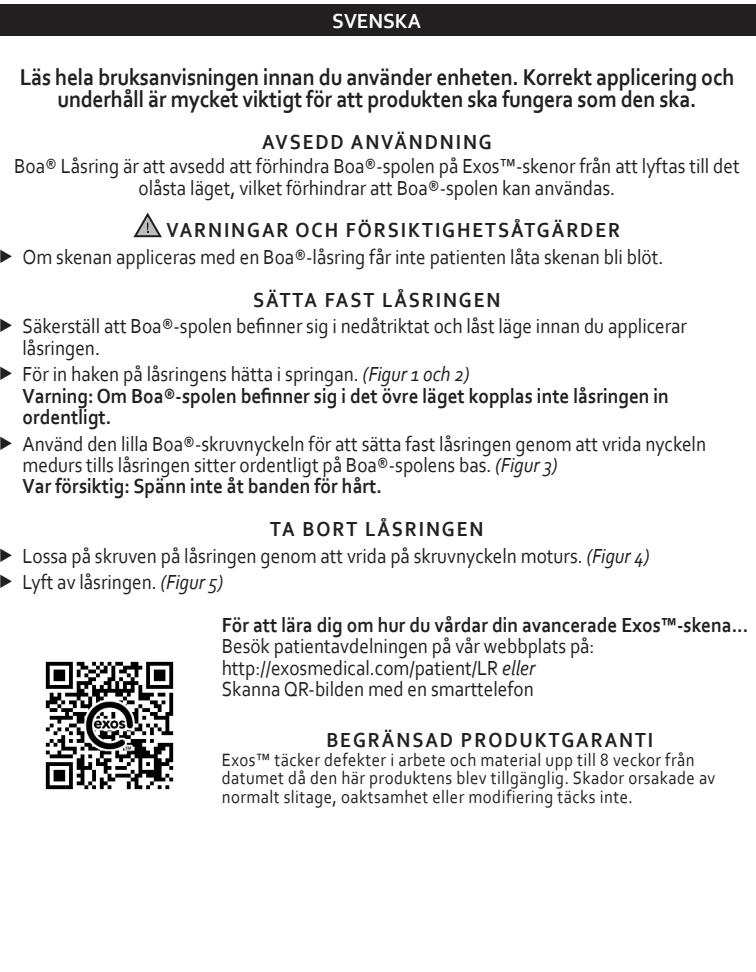 SVENSKA
Läs hela bruksanvisningen innan du använder enheten. Korrekt applicering och
underhåll är mycket viktigt för att produkten ska fungera som den ska.
AVSEDD ANVÄNDNING
Boa® Låsring är att avsedd att förhindra Boa®-spolen på Exos™-skenor från att lyftas till det
olåsta läget, vilket förhindrar att Boa®-spolen kan användas.
VARNINGAR OCH FÖRSIKTIGHETSÅTGÄRDER
▶ Om skenan appliceras med en Boa®-låsring får inte patienten låta skenan bli blöt.
SÄTTA FAST LÅSRINGEN
▶ Säkerställ att Boa®-spolen befinner sig i nedåtriktat och låst läge innan du applicerar
låsringen.
▶ För in haken på låsringens hätta i springan. (Figur 1 och 2)
Varning: Om Boa®-spolen befinner sig i det övre läget kopplas inte låsringen in
ordentligt.
▶ Använd den lilla Boa®-skruvnyckeln för att sätta fast låsringen genom att vrida nyckeln
medurs tills låsringen sitter ordentligt på Boa®-spolens bas. (Figur 3)
Var försiktig: Spänn inte åt banden för hårt.
TA BORT LÅSRINGEN
▶ Lossa på skruven på låsringen genom att vrida på skruvnyckeln moturs. (Figur 4)
▶ Lyft av låsringen. (Figur 5)
För att lära dig om hur du vårdar din avancerade Exos™-skena...
Besök patientavdelningen på vår webbplats på:
http://exosmedical.com/patient/LR eller
Skanna QR-bilden med en smarttelefon
exos
BEGRÄNSAD PRODUKTGARANTI
Exos™ täcker defekter i arbete och material upp till 8 veckor från
datumet då den här produktens blev tillgänglig. Skador orsakade av
normalt slitage, oaktsamhet eller modifiering täcks inte.